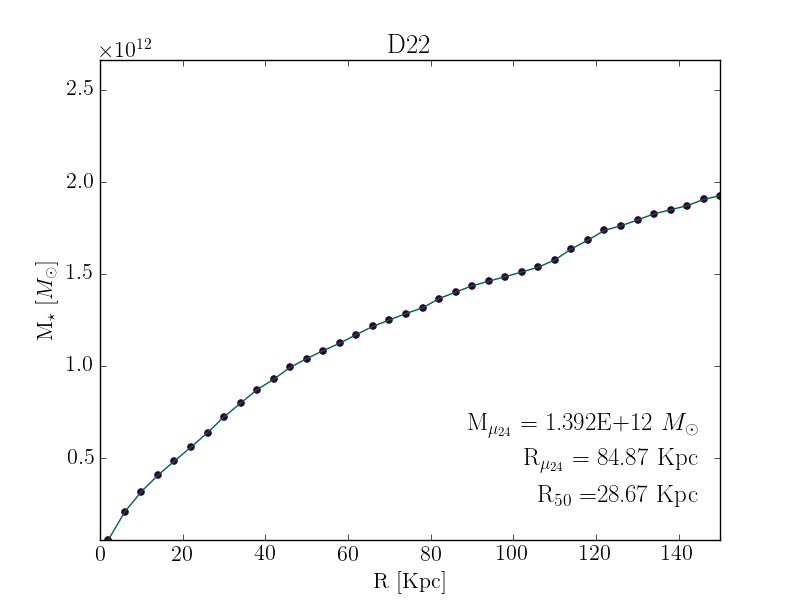 D22
×10¹²
2.5
2.0
1.5
1.0
0.5
M⋆ [M⊙]
M_μ₂₄ = 1.392E+12 M⊙
R_μ₂₄ = 84.87 Kpc
R₅₀ =28.67 Kpc
0 20 40 60 80 100 120 140
R [Kpc]